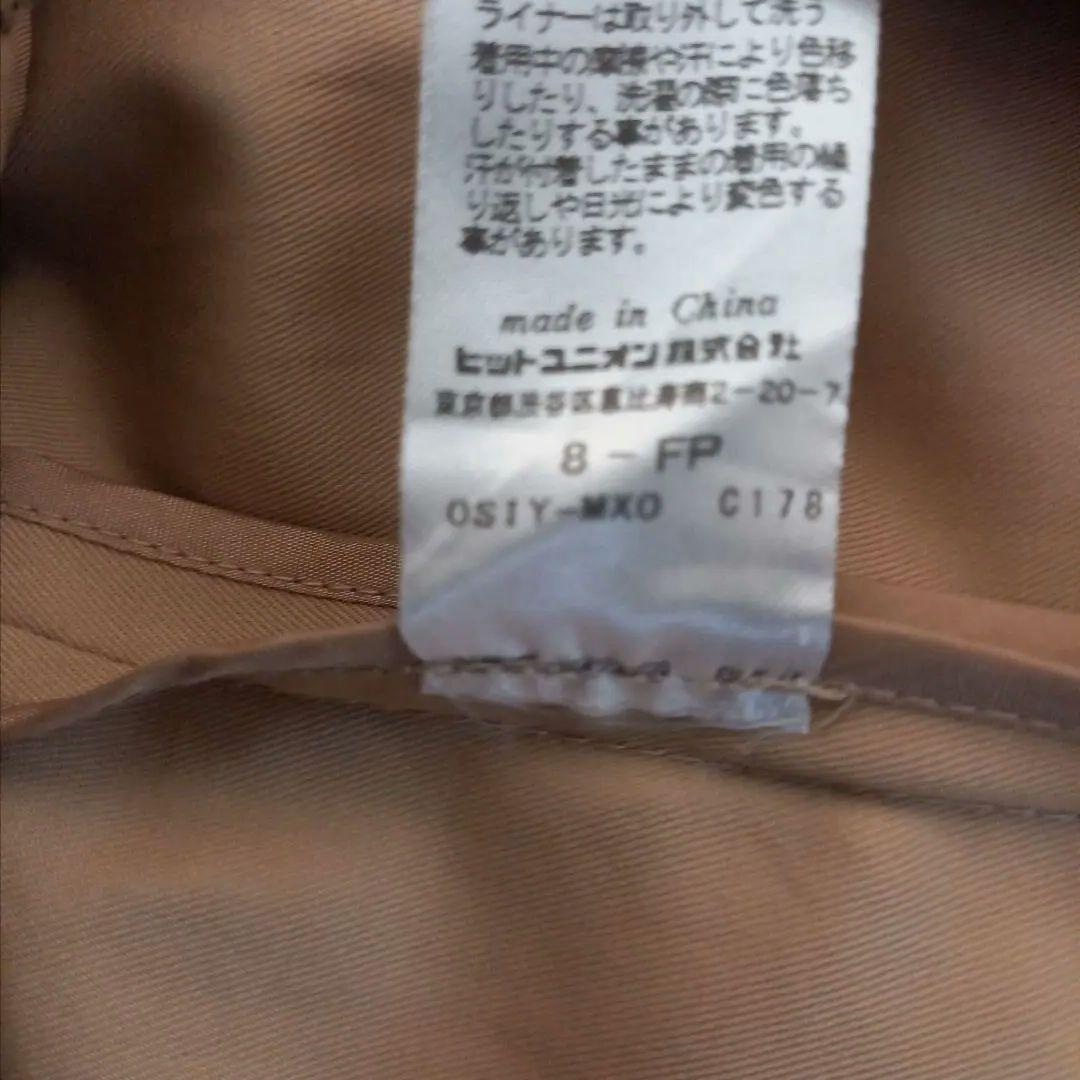 ライナーは取り外して洗う
着用中の摩擦や汗により色移
りしたり、洗濯の際に色落ち
したりする事があります。
汗が付着したままの着用の繰
り返しや日光により変色する
事があります。
made in China
ヒットユニオン株式会社
東京都渋谷区恵比寿南2-20-7
8-FP
OS1Y-MX0 C178